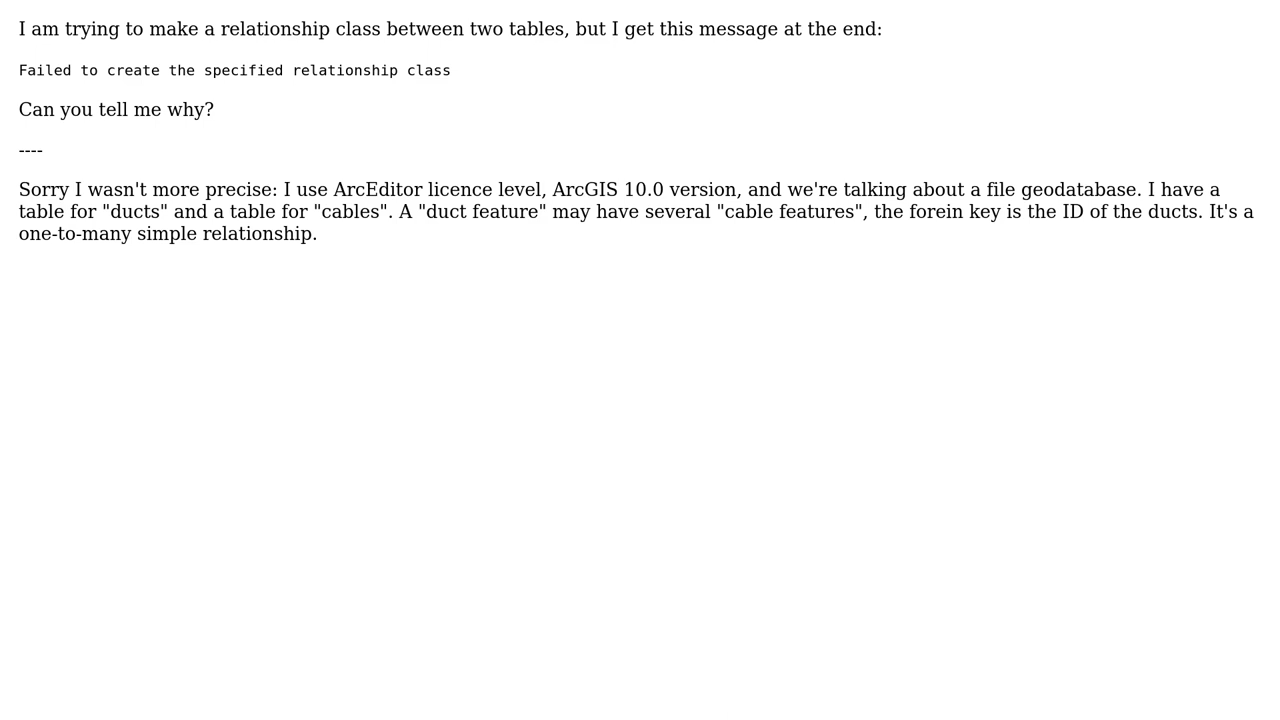 I am trying to make a relationship class between two tables, but I get this message at the end:
Failed to create the specified relationship class
Can you tell me why?
----
Sorry I wasn't more precise: I use ArcEditor licence level, ArcGIS 10.0 version, and we're talking about a file geodatabase. I have a
table for "ducts" and a table for "cables". A "duct feature" may have several "cable features", the forein key is the ID of the ducts. It's a
one-to-many simple relationship.